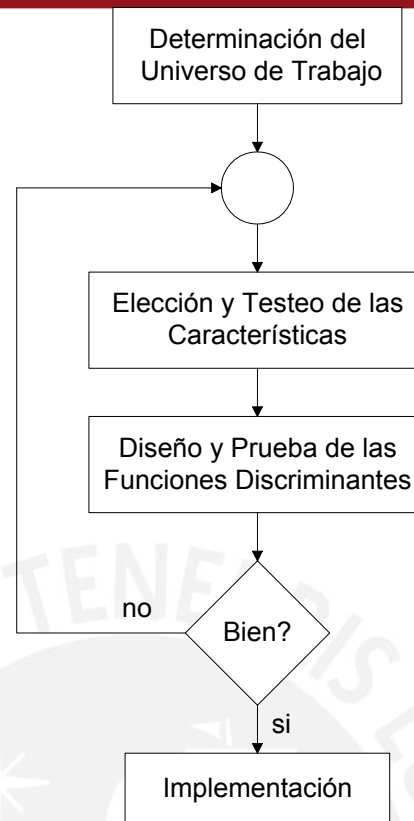 Determinación del
Universo de Trabajo
Elección y Testeo de las
Características
Diseño y Prueba de las
Funciones Discriminantes
TENEBRIS
no
Bien?
si
Implementación